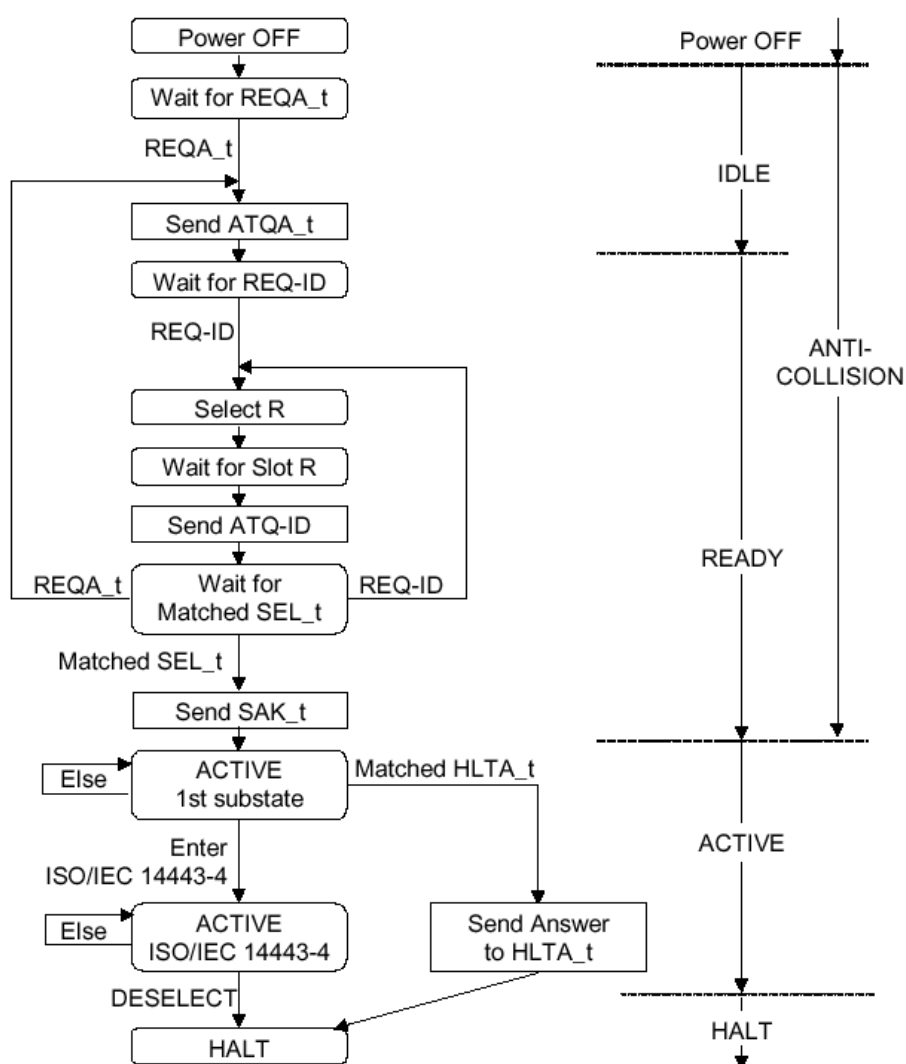 Power OFF
Wait for REQA_t
REQA_t
Send ATQA_t
Wait for REQ-ID
REQ-ID
Select R
Wait for Slot R
Send ATQ-ID
REQA_t
Wait for
Matched SEL_t
REQ-ID
Matched SEL_t
Send SAK_t
Else
ACTIVE
1st substate
Matched HLTA_t
Enter
ISO/IEC 14443-4
Else
ACTIVE
ISO/IEC 14443-4
Send Answer
to HLTA_t
DESELECT
HALT
Power OFF
IDLE
ANTI-
COLLISION
READY
ACTIVE
HALT